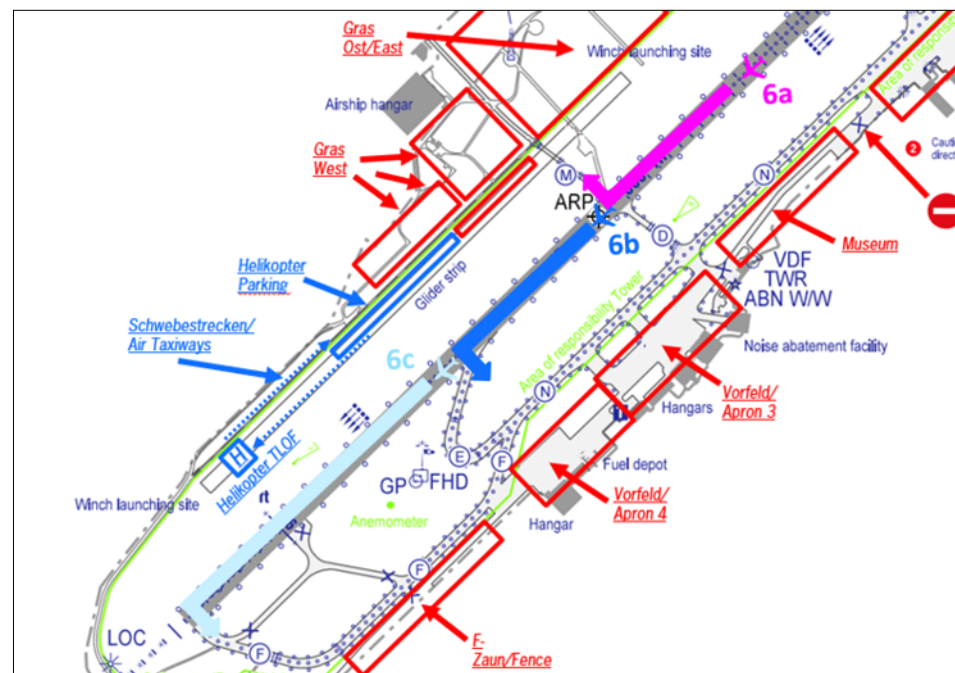 Gras
Ost/East
Winch launching site
6a
Area of responsibility
Airship hangar
Gras
West
M
ARP
N
2
Caution
direct
6b
D
Museum
Helikopter
Parking
Glider strip
VDF
TWR
ABN W/W
Schwebestrecken/
Air Taxiways
6c
Area of responsibility Tower
Noise abatement facility
N
Vorfeld/
Apron 3
Hangars
H
Helikopter TLOF
E
F
GP
FHD
Fuel depot
Winch launching site
rt
Anemometer
Vorfeld/
Apron 4
Hangar
F
LOC
F
F-
Zaun/Fence